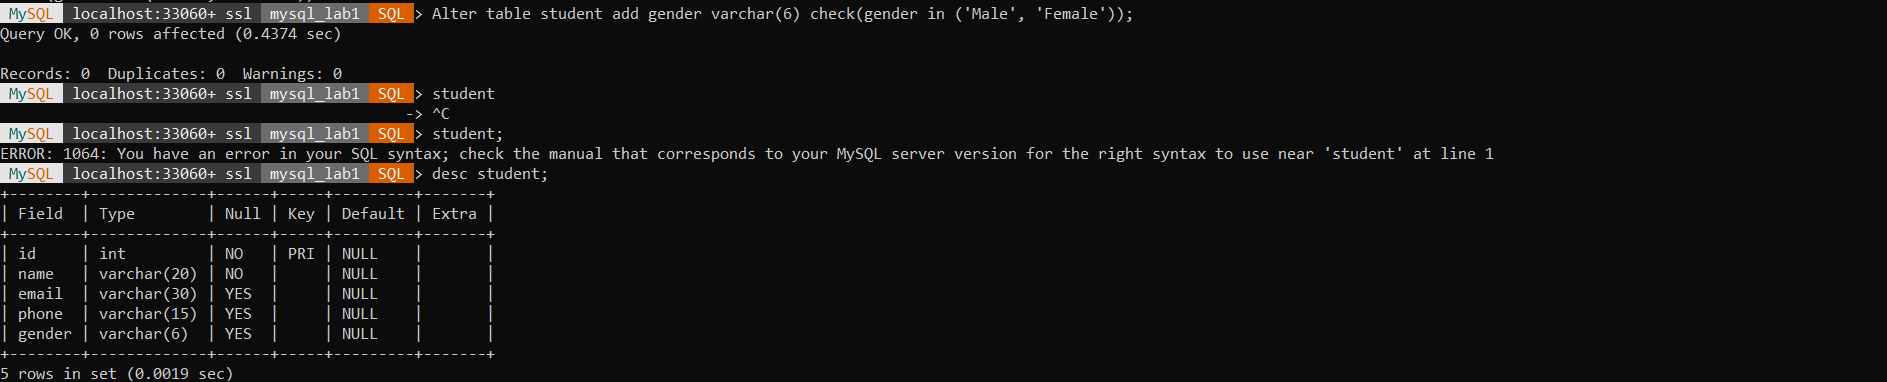 MySQL localhost:33060+ ssl mysql_lab1 SQL > Alter table student add gender varchar(6) check(gender in ('Male', 'Female'));
Query OK, 0 rows affected (0.4374 sec)

Records: 0  Duplicates: 0  Warnings: 0
MySQL localhost:33060+ ssl mysql_lab1 SQL > student
-> ^C
MySQL localhost:33060+ ssl mysql_lab1 SQL > student;
ERROR: 1064: You have an error in your SQL syntax; check the manual that corresponds to your MySQL server version for the right syntax to use near 'student' at line 1
MySQL localhost:33060+ ssl mysql_lab1 SQL > desc student;
+--------+-------------+------+-----+---------+-------+
| Field  | Type        | Null | Key | Default | Extra |
+--------+-------------+------+-----+---------+-------+
| id     | int         | NO   | PRI | NULL    |       |
| name   | varchar(20) | NO   |     | NULL    |       |
| email  | varchar(30) | YES  |     | NULL    |       |
| phone  | varchar(15) | YES  |     | NULL    |       |
| gender | varchar(6)  | YES  |     | NULL    |       |
+--------+-------------+------+-----+---------+-------+
5 rows in set (0.0019 sec)